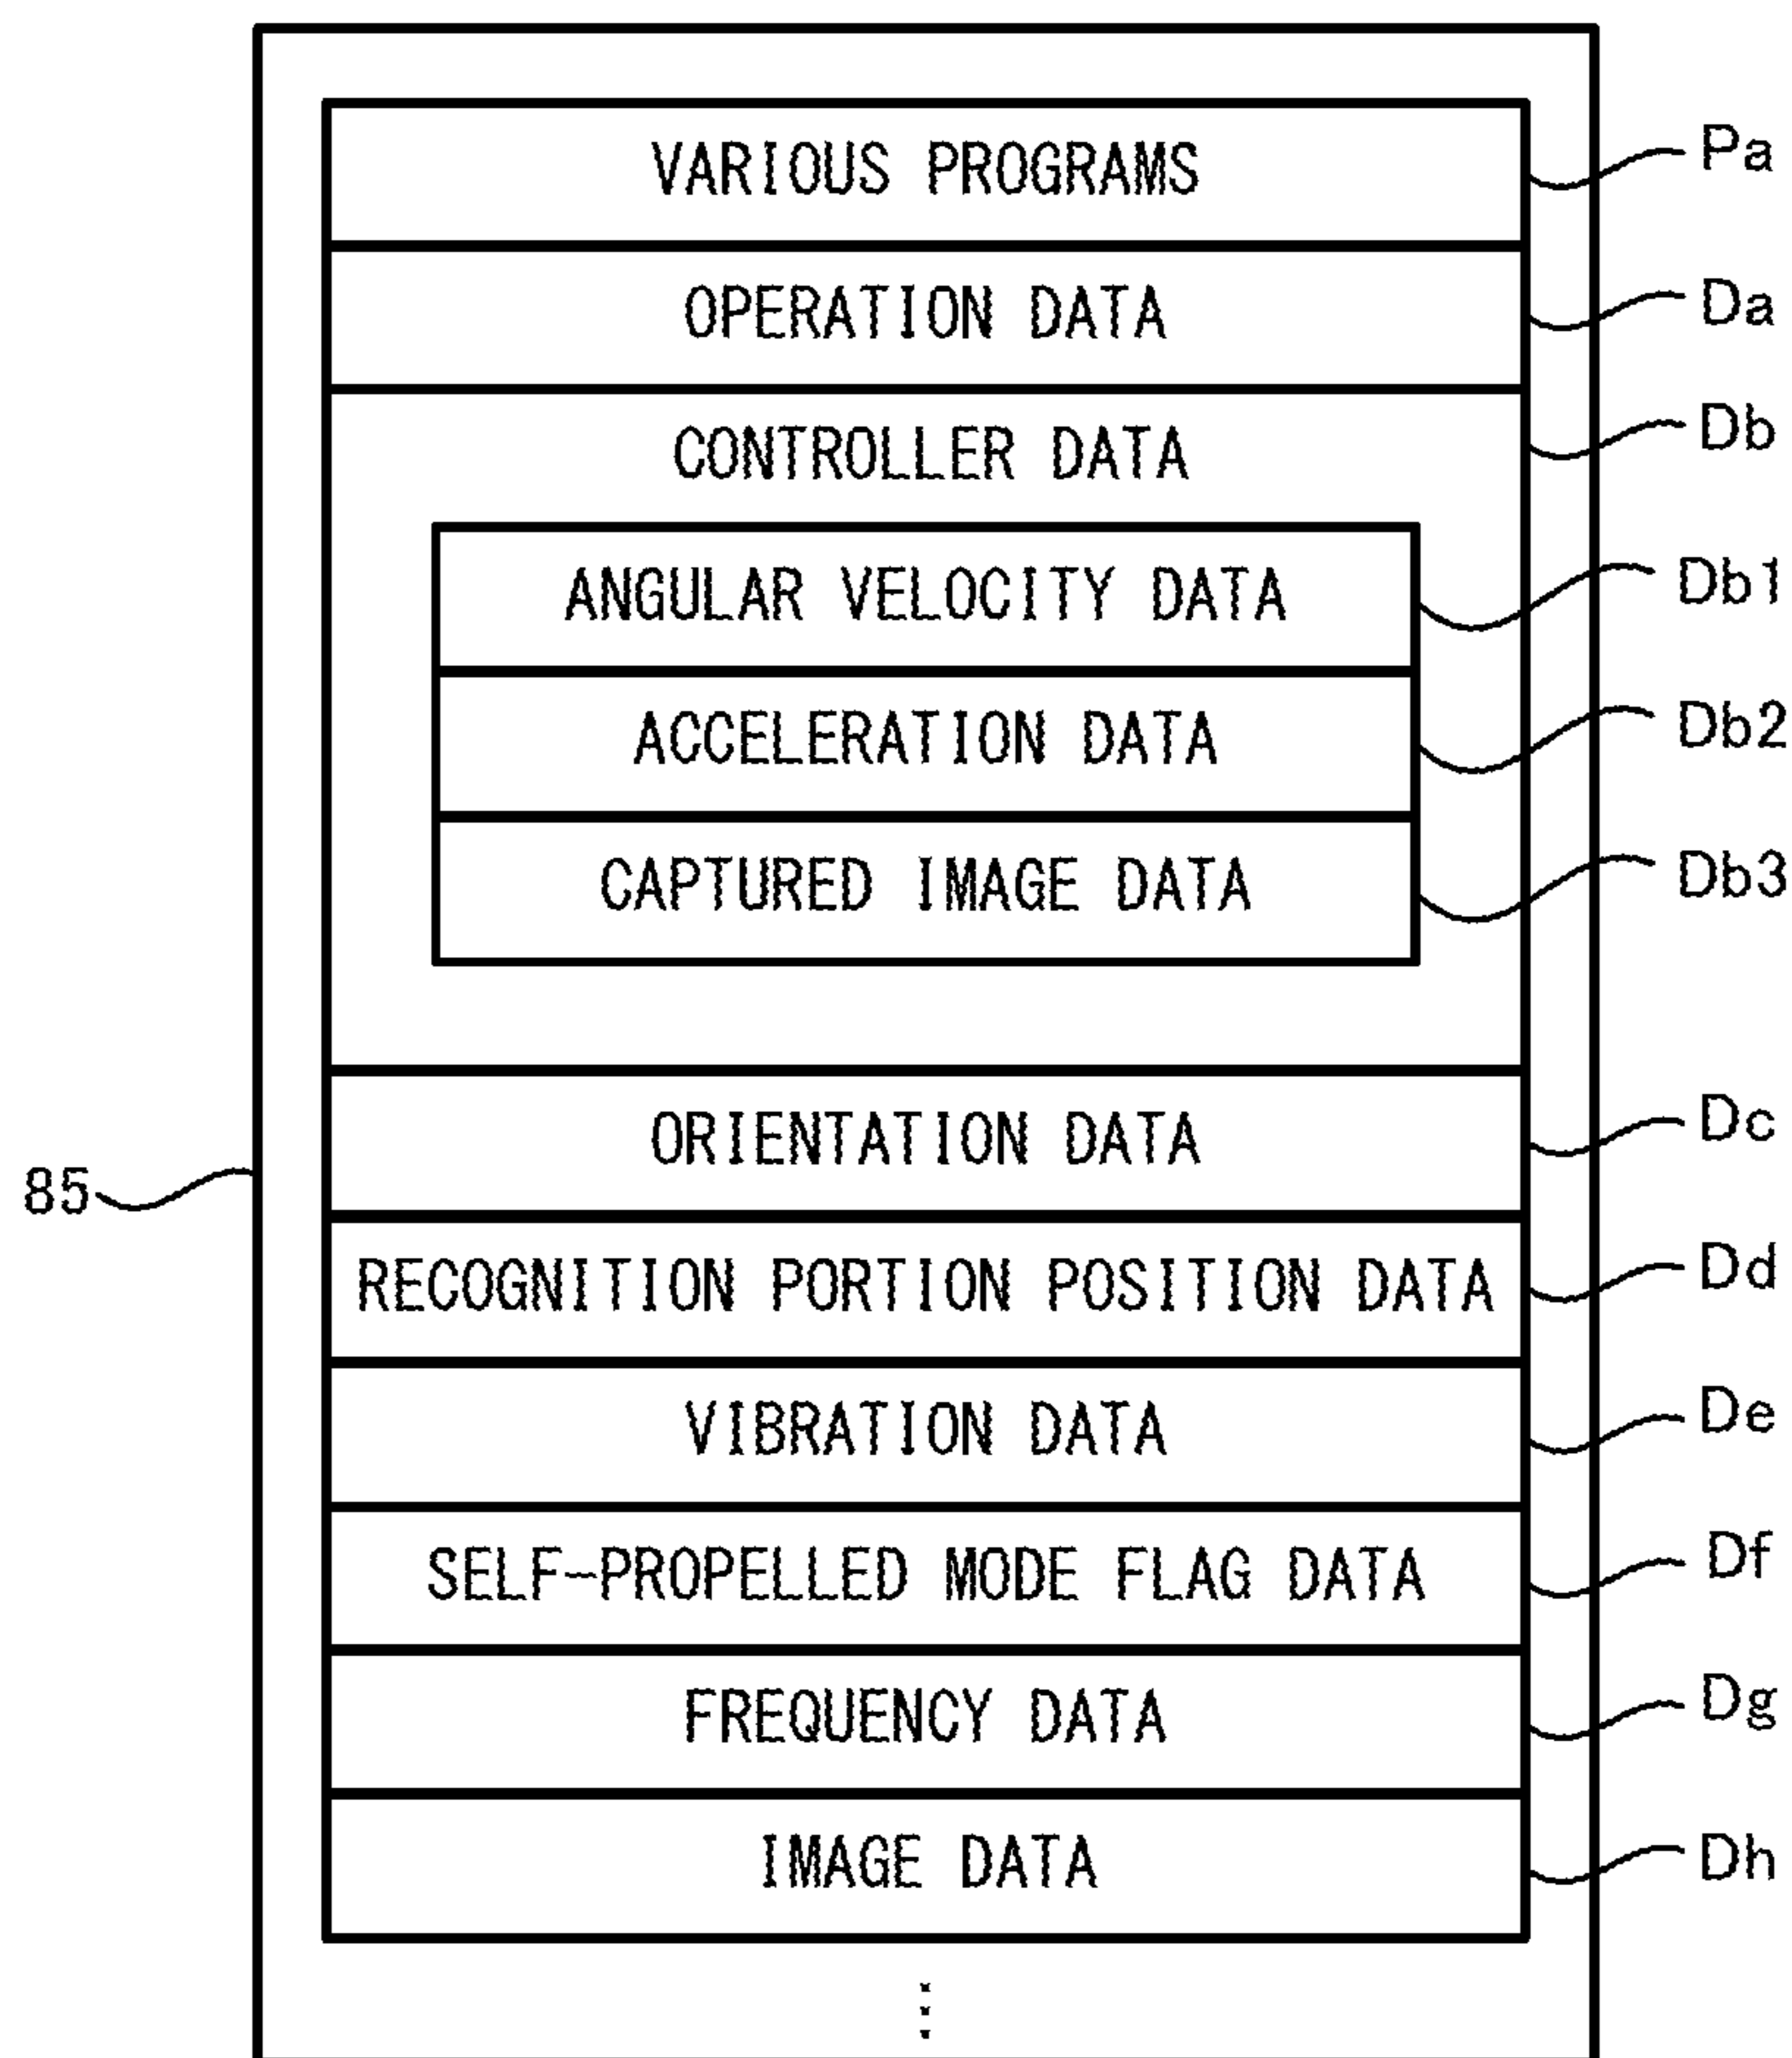 VARIOUS PROGRAMS Pa
OPERATION DATA Da
CONTROLLER DATA Db
ANGULAR VELOCITY DATA Db1
ACCELERATION DATA Db2
CAPTURED IMAGE DATA Db3
ORIENTATION DATA Dc
85
RECOGNITION PORTION POSITION DATA Dd
VIBRATION DATA De
SELF-PROPELLED MODE FLAG DATA Df
FREQUENCY DATA Dg
IMAGE DATA Dh